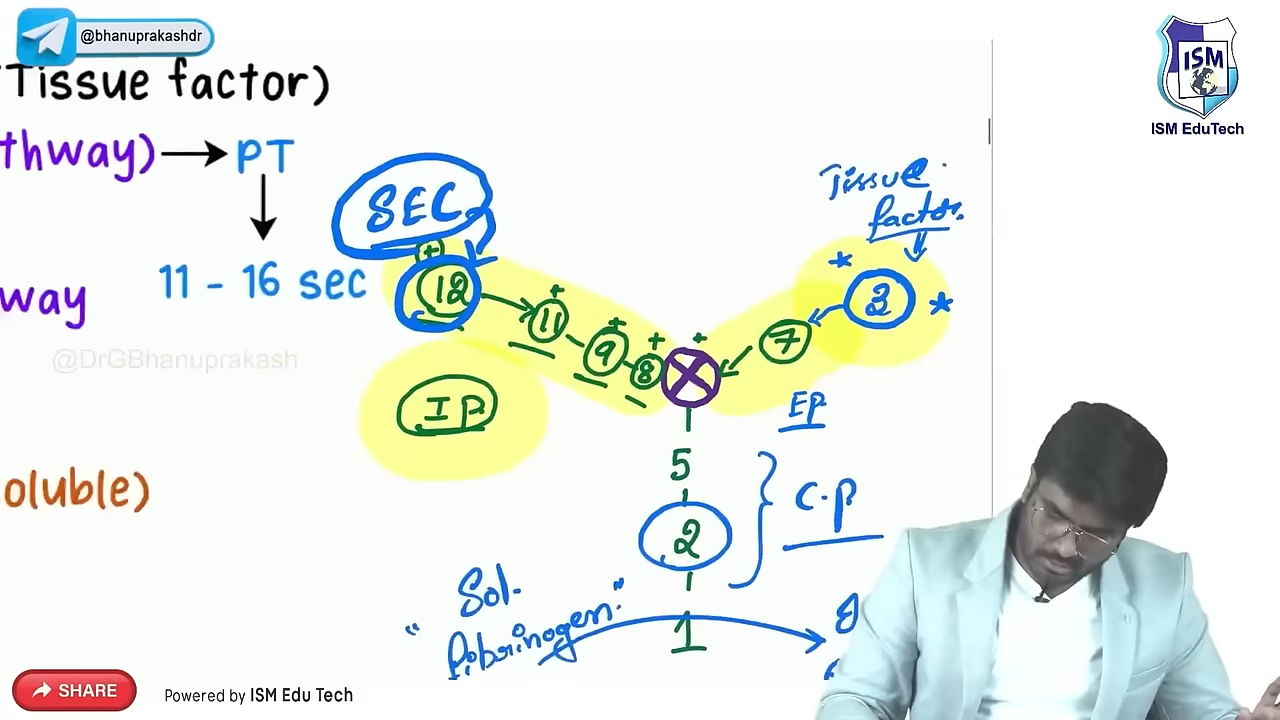 @bhanuprakashdr
ISM
ISM EduTech
Tissue factor)
thway) → PT
11 - 16 sec
way
@DrGBhanuprakash
oluble)
SEC
Tissue
factor.
+
12
+
11
+
9
+
8
+
X
7
* 3 *
IP
EP
5
2
C.P
1
Sol.
"Fibrinogen."
SHARE
Powered by ISM Edu Tech